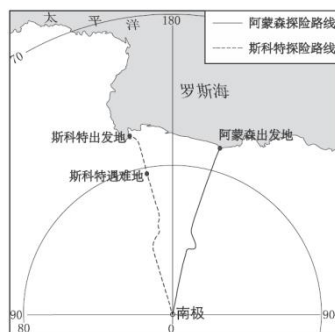 太平洋
180
阿蒙森探险路线
斯科特探险路线
70
罗斯海
斯科特出发地
阿蒙森出发地
斯科特遇难地
南极
90
90
80
0